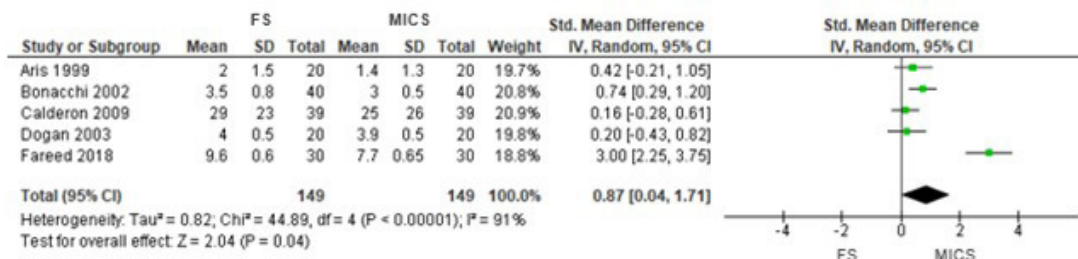 FS MICS Std. Mean Difference Std. Mean Difference
Study or Subgroup Mean SD Total Mean SD Total Weight IV, Random, 95% CI IV, Random, 95% CI
Aris 1999 2 1.5 20 1.4 1.3 20 19.7% 0.42 [-0.21, 1.05]
Bonacchi 2002 3.5 0.8 40 3 0.5 40 20.8% 0.74 [0.29, 1.20]
Calderon 2009 29 23 39 25 26 39 20.9% 0.16 [-0.28, 0.61]
Dogan 2003 4 0.5 20 3.9 0.5 20 19.8% 0.20 [-0.43, 0.82]
Fareed 2018 9.6 0.6 30 7.7 0.65 30 18.8% 3.00 [2.25, 3.75]
Total (95% CI) 149 149 100.0% 0.87 [0.04, 1.71]
Heterogeneity: Tau² = 0.82; Chi² = 44.89, df = 4 (P < 0.00001); I² = 91%
Test for overall effect: Z = 2.04 (P = 0.04)
-4 -2 0 2 4
FS MICS